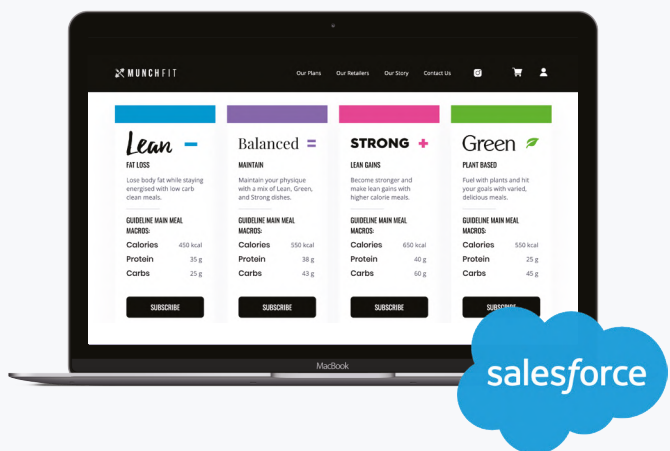 MUNCHFIT
Our Plans Our Retailers Our Story Contact Us
Lean –
FAT LOSS
Lose body fat while staying
energised with low carb
clean meals.
GUIDELINE MAIN MEAL
MACROS:
Calories 450 kcal
Protein 35 g
Carbs 25 g
SUBSCRIBE
Balanced =
MAINTAIN
Maintain your physique
with a mix of Lean, Green,
and Strong dishes.
GUIDELINE MAIN MEAL
MACROS:
Calories 550 kcal
Protein 38 g
Carbs 43 g
SUBSCRIBE
STRONG +
LEAN GAINS
Become stronger and
make lean gains with
higher calorie meals.
GUIDELINE MAIN MEAL
MACROS:
Calories 650 kcal
Protein 40 g
Carbs 60 g
SUBSCRIBE
Green
PLANT BASED
Fuel with plants and hit
your goals with varied,
delicious meals.
GUIDELINE MAIN MEAL
MACROS:
Calories 550 kcal
Protein 25 g
Carbs 45 g
SUBSCRIBE
MacBook
salesforce